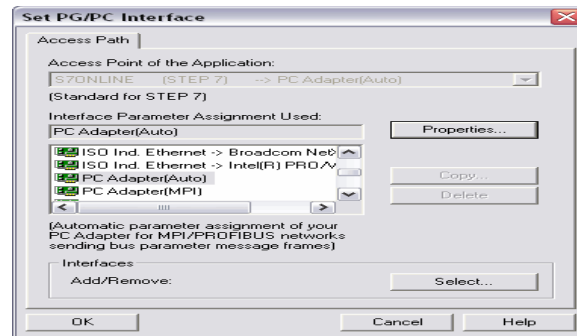 Set PG/PC Interface
Access Path
Access Point of the Application:
S7ONLINE (STEP 7) --> PC Adapter(Auto)
(Standard for STEP 7)
Interface Parameter Assignment Used:
PC Adapter(Auto)
Properties...
ISO Ind. Ethernet -> Broadcom Net
ISO Ind. Ethernet -> Intel(R) PRO/
PC Adapter(Auto)
PC Adapter(MPI)
Copy...
Delete
(Automatic parameter assignment of your
PC Adapter for MPI/PROFIBUS networks
sending bus parameter message frames)
Interfaces
Add/Remove:
Select...
OK
Cancel
Help